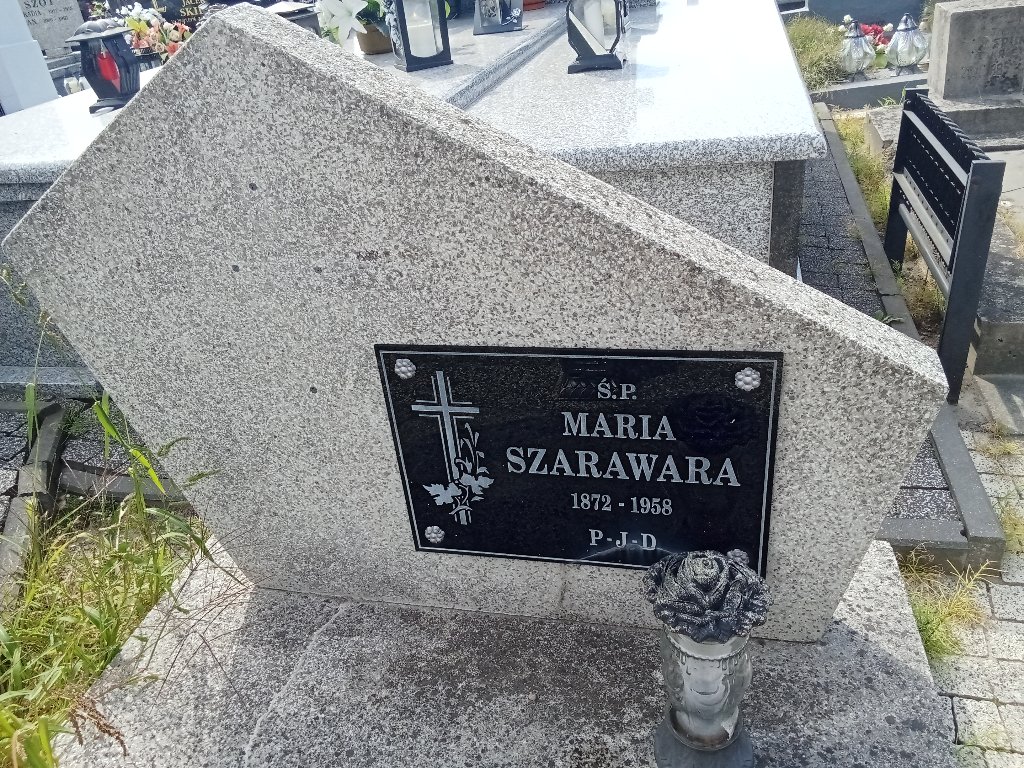 Ś.P.
MARIA
SZARAWARA
1872 - 1958
P-J-D